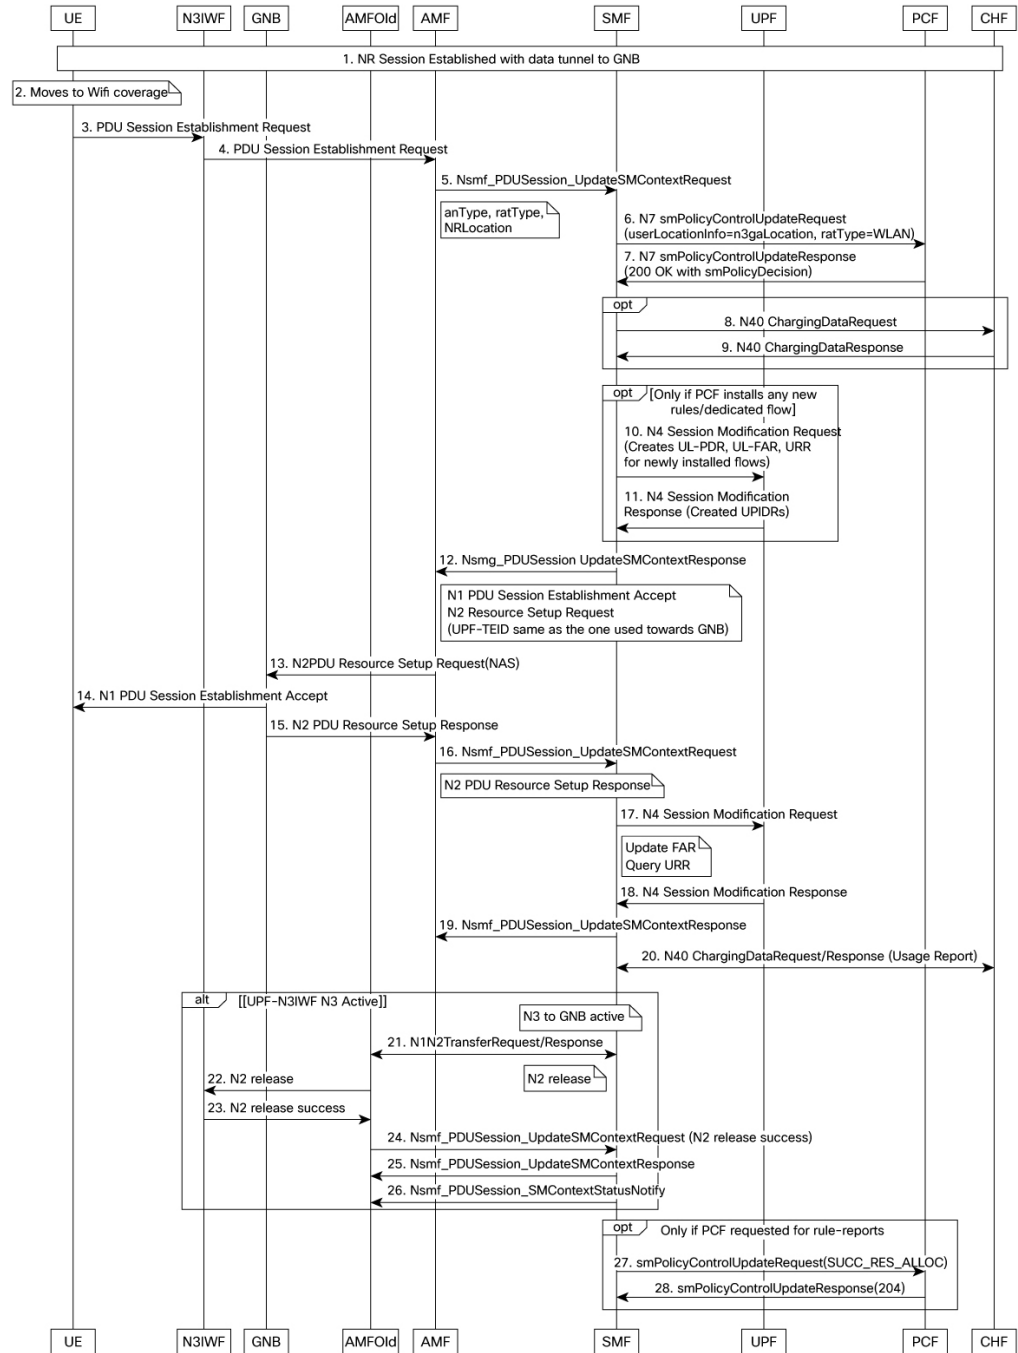 UE
N3IWF
GNB
AMFOld
AMF
SMF
UPF
PCF
CHF
1. NR Session Established with data tunnel to GNB
2. Moves to Wifi coverage
3. PDU Session Establishment Request
4. PDU Session Establishment Request
5. Nsmf_PDUSession_UpdateSMContextRequest
anType, ratType,
NRLocation
6. N7 smPolicyControlUpdateRequest
(userLocationInfo=n3gaLocation, ratType=WLAN)
7. N7 smPolicyControlUpdateResponse
(200 OK with smPolicyDecision)
opt
8. N40 ChargingDataRequest
9. N40 ChargingDataResponse
opt
[Only if PCF installs any new
rules/dedicated flow]
10. N4 Session Modification Request
(Creates UL-PDR, UL-FAR, URR
for newly installed flows)
11. N4 Session Modification
Response (Created UPIDRs)
12. Nsmg_PDUSession UpdateSMContextResponse
N1 PDU Session Establishment Accept
N2 Resource Setup Request
(UPF-TEID same as the one used towards GNB)
13. N2PDU Resource Setup Request(NAS)
14. N1 PDU Session Establishment Accept
15. N2 PDU Resource Setup Response
16. Nsmf_PDUSession_UpdateSMContextRequest
N2 PDU Resource Setup Response
17. N4 Session Modification Request
Update FAR
Query URR
18. N4 Session Modification Response
19. Nsmf_PDUSession_UpdateSMContextResponse
20. N40 ChargingDataRequest/Response (Usage Report)
alt
[[UPF-N3IWF N3 Active]]
N3 to GNB active
21. N1N2TransferRequest/Response
22. N2 release
N2 release
23. N2 release success
24. Nsmf_PDUSession_UpdateSMContextRequest (N2 release success)
25. Nsmf_PDUSession_UpdateSMContextResponse
26. Nsmf_PDUSession_SMContextStatusNotify
opt
Only if PCF requested for rule-reports
27. smPolicyControlUpdateRequest(SUCC_RES_ALLOC)
28. smPolicyControlUpdateResponse(204)
UE
N3IWF
GNB
AMFOld
AMF
SMF
UPF
PCF
CHF